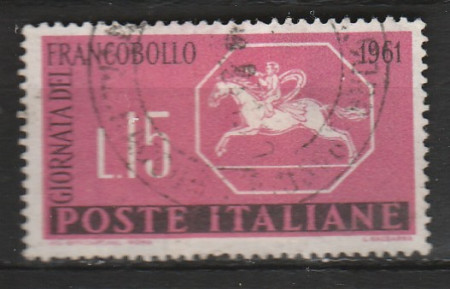 GIORNATA DEL
FRANCOBOLLO 1961
L.15
POSTE ITALIANE